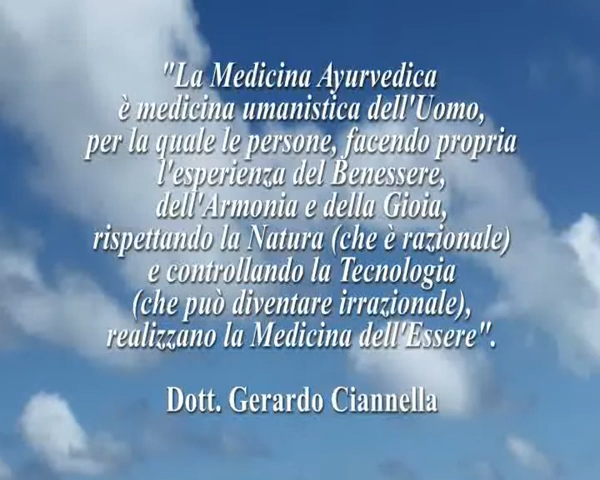 "La Medicina Ayurvedica
è medicina umanistica dell'Uomo,
per la quale le persone, facendo propria
l'esperienza del Benessere,
dell'Armonia e della Gioia,
rispettando la Natura (che è razionale)
e controllando la Tecnologia
(che può diventare irrazionale),
realizzano la Medicina dell'Essere".
Dott. Gerardo Ciannella